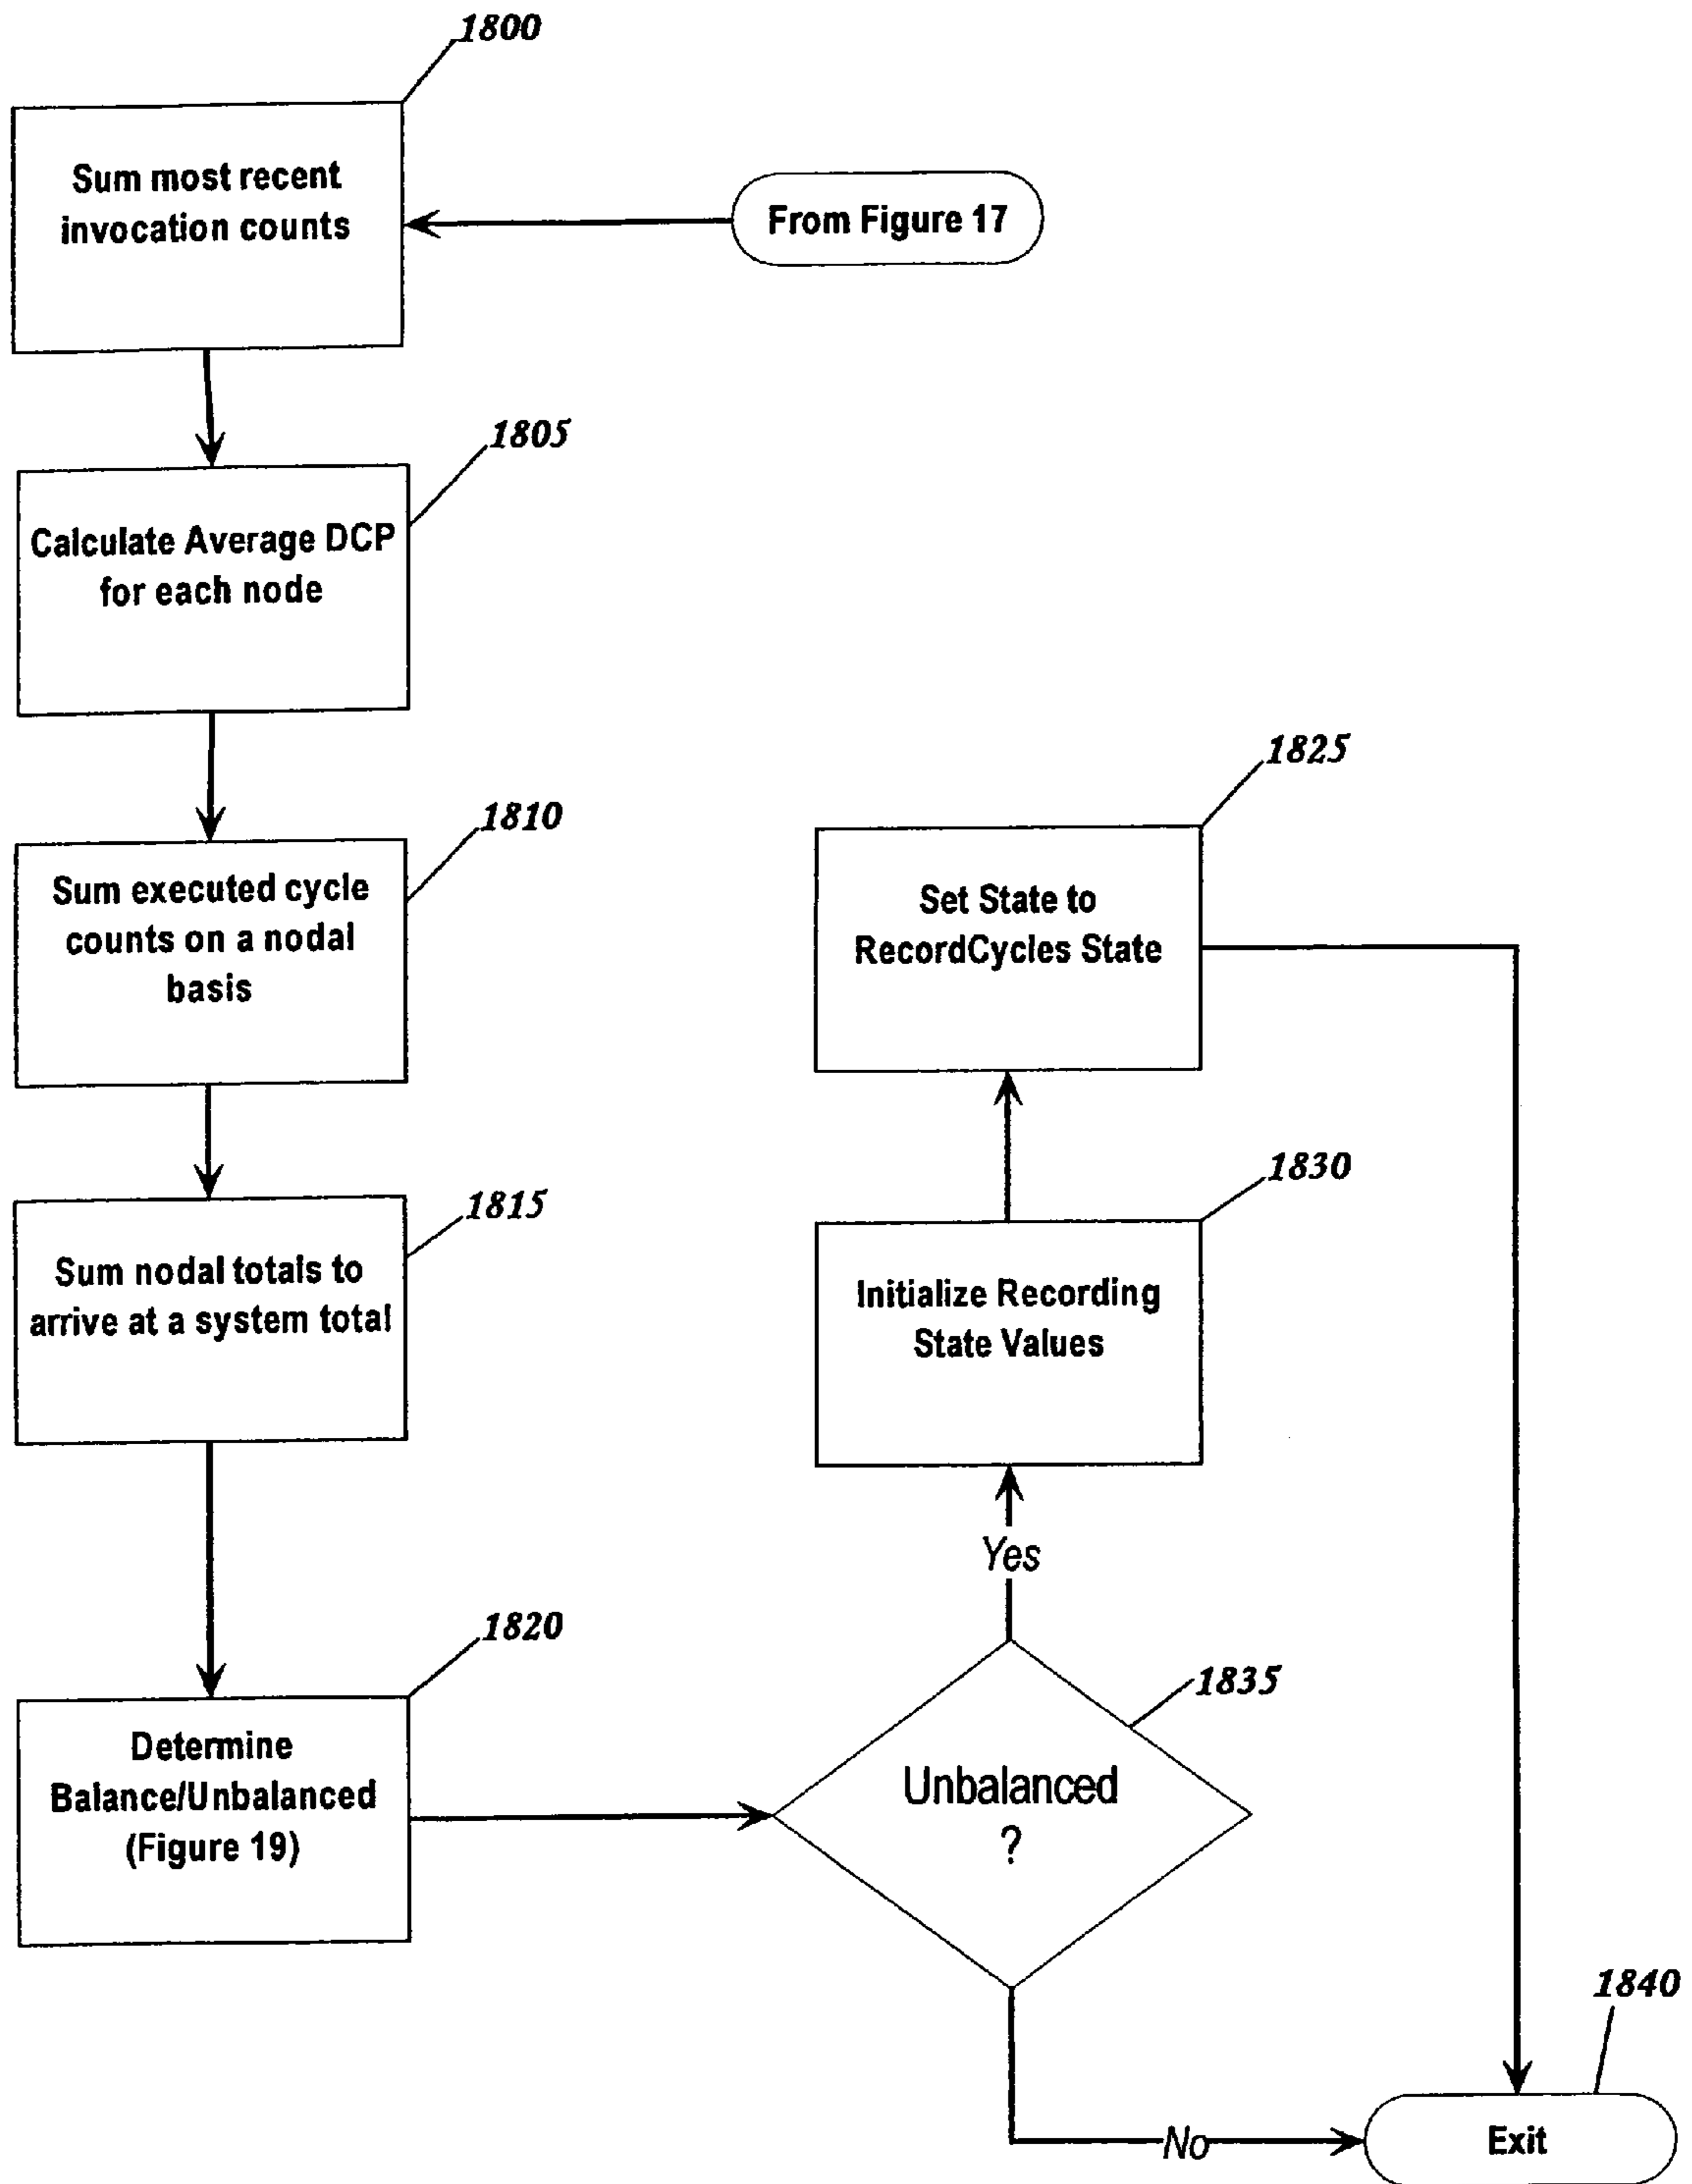 1800
Sum most recent
invocation counts
From Figure 17
1805
Calculate Average DCP
for each node
1810
Sum executed cycle
counts on a nodal
basis
1815
Sum nodal totals to
arrive at a system total
1820
Determine
Balance/Unbalanced
(Figure 19)
1825
Set State to
RecordCycles State
1830
Initialize Recording
State Values
Yes
1835
Unbalanced
?
No
1840
Exit